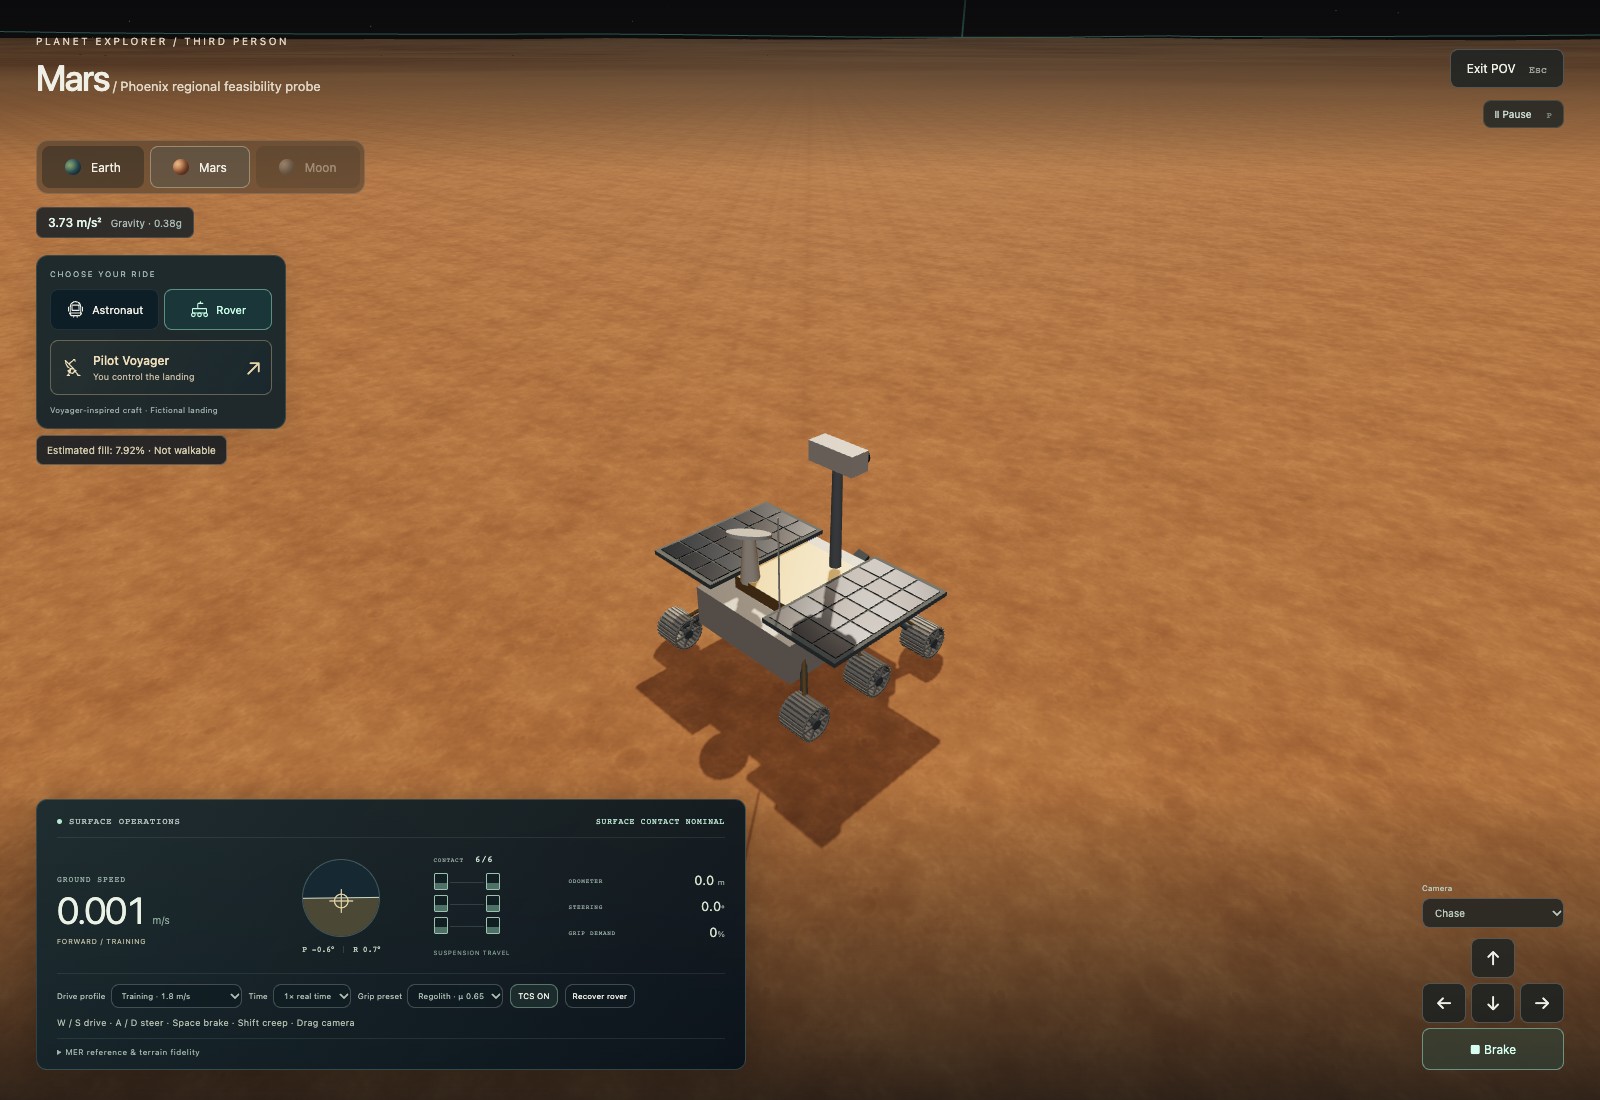 PLANET EXPLORER / THIRD PERSON
Mars / Phoenix regional feasibility probe
Exit POV Esc
Pause P
Earth Mars Moon
3.73 m/s² Gravity · 0.38g
CHOOSE YOUR RIDE
Astronaut Rover
Pilot Voyager
You control the landing
Voyager-inspired craft · Fictional landing
Estimated fill: 7.92% · Not walkable
SURFACE OPERATIONS SURFACE CONTACT NOMINAL
CONTACT 6/6
GROUND SPEED
0.001 m/s
FORWARD / TRAINING
P -0.6° | R 0.7°
SUSPENSION TRAVEL
ODOMETER 0.0 m
STEERING 0.0°
GRIP DEMAND 0%
Drive profile Training · 1.8 m/s Time 1× real time Grip preset Regolith · μ 0.65 TCS ON Recover rover
W / S drive · A / D steer · Space brake · Shift creep · Drag camera
MER reference & terrain fidelity
Camera
Chase
Brake